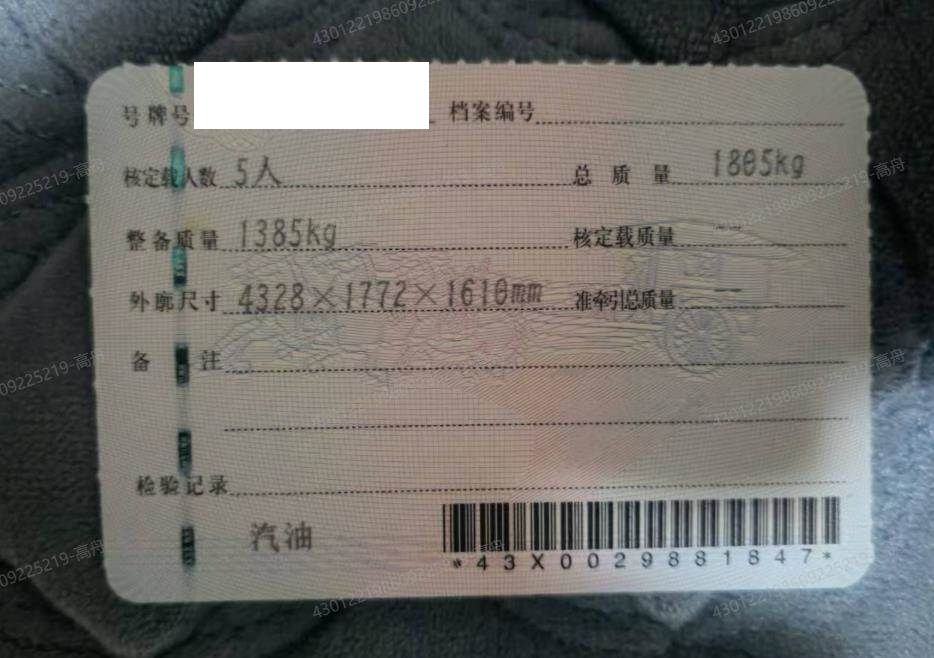 号牌号 档案编号
核定载人数 5人 总质量 1805kg
整备质量 1385kg 核定载质量 --
外廓尺寸 4328×1772×1610mm 准牵引总质量 --
备注
检验记录
汽油
*43X0029881847*